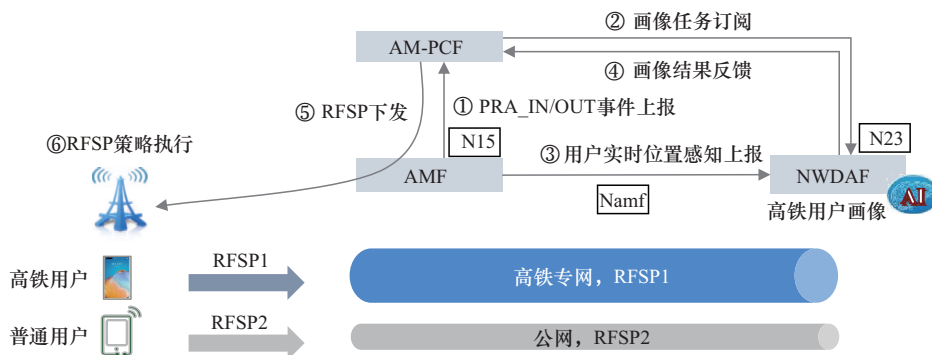 ② 画像任务订阅
AM-PCF
④ 画像结果反馈
⑤ RFSP下发
① PRA_IN/OUT事件上报
⑥RFSP策略执行
N15
N23
③ 用户实时位置感知上报
AMF
NWDAF
Namf
AI
高铁用户画像
高铁用户
RFSP1
高铁专网，RFSP1
普通用户
RFSP2
公网，RFSP2